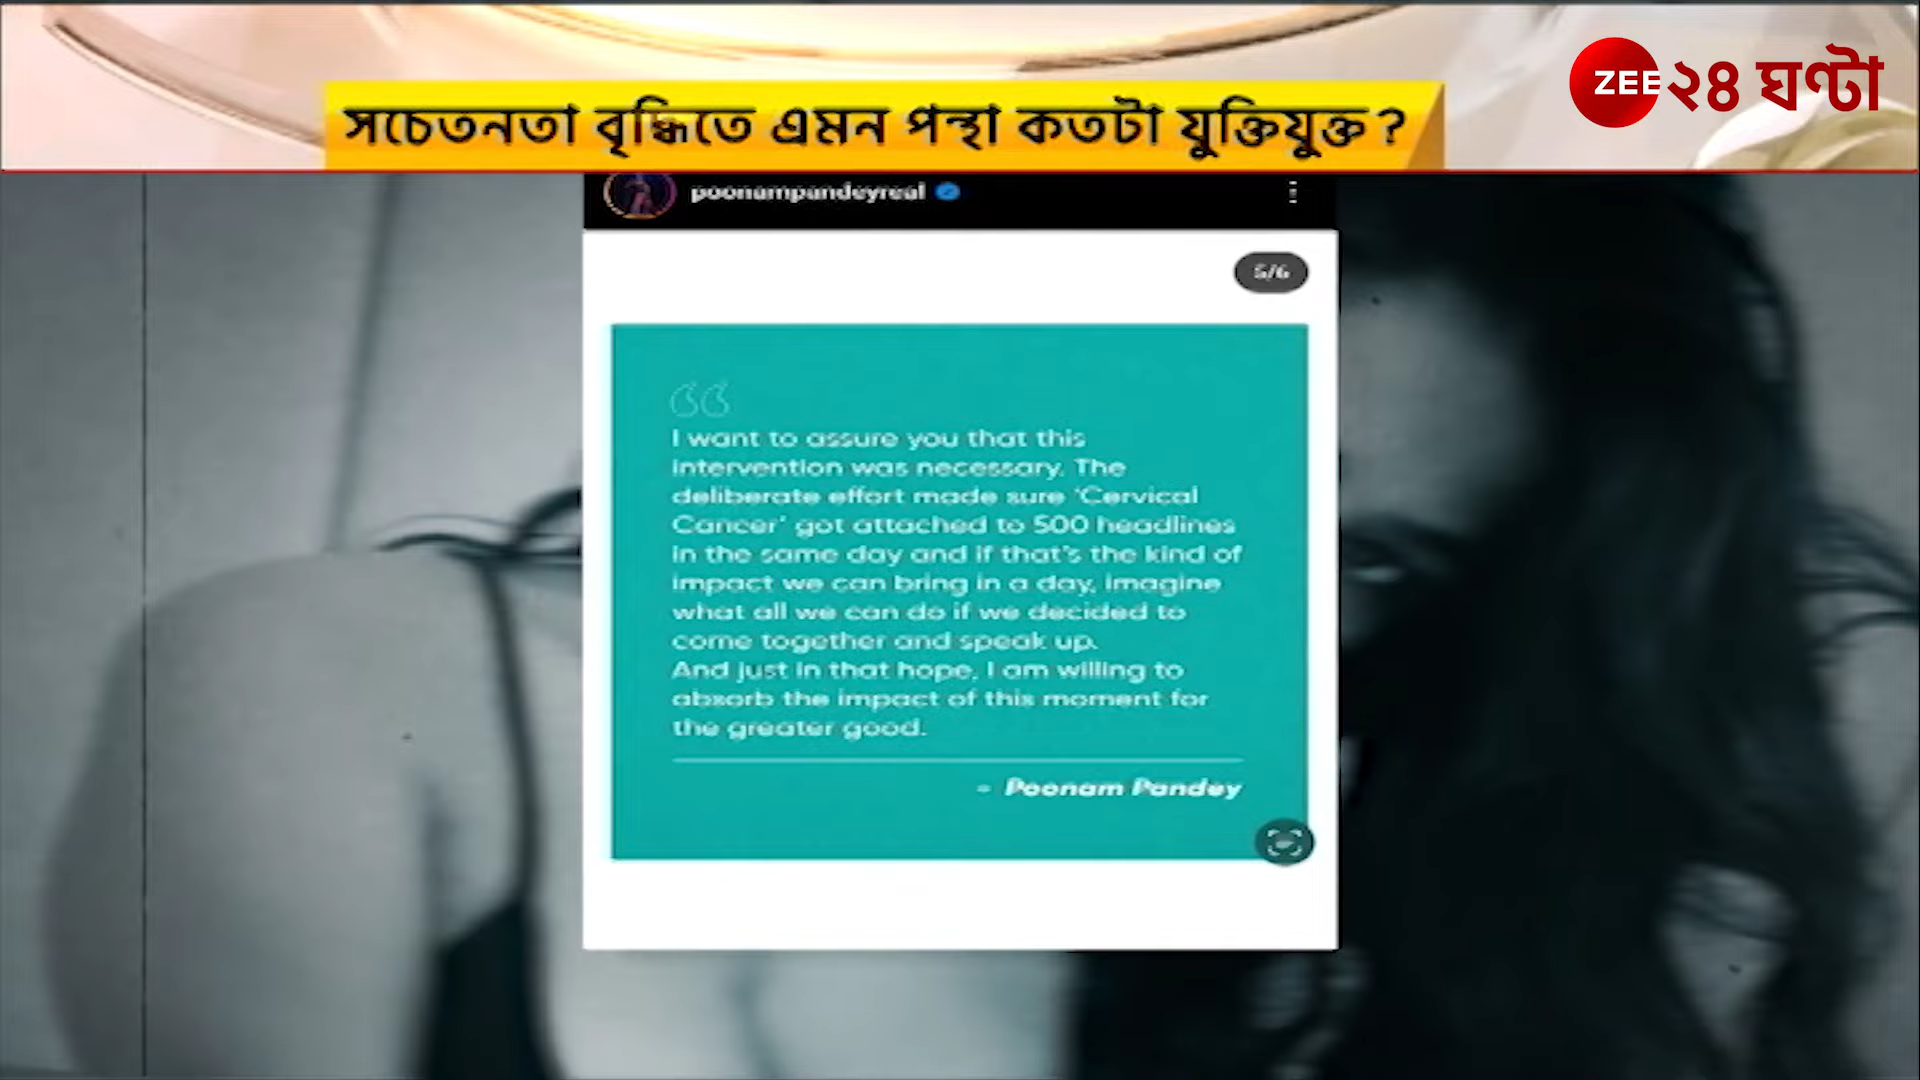 ZEE ২৪ ঘণ্টা
সচেতনতা বৃদ্ধিতে এমন পন্থা কতটা যুক্তিযুক্ত ?
poonampandeyreal
5/6
I want to assure you that this
intervention was necessary. The
deliberate effort made sure ‘Cervical
Cancer’ got attached to 500 headlines
in the same day and if that’s the kind of
impact we can bring in a day, imagine
what all we can do if we decided to
come together and speak up.
And just in that hope, I am willing to
absorb the impact of this moment for
the greater good.
- Poonam Pandey